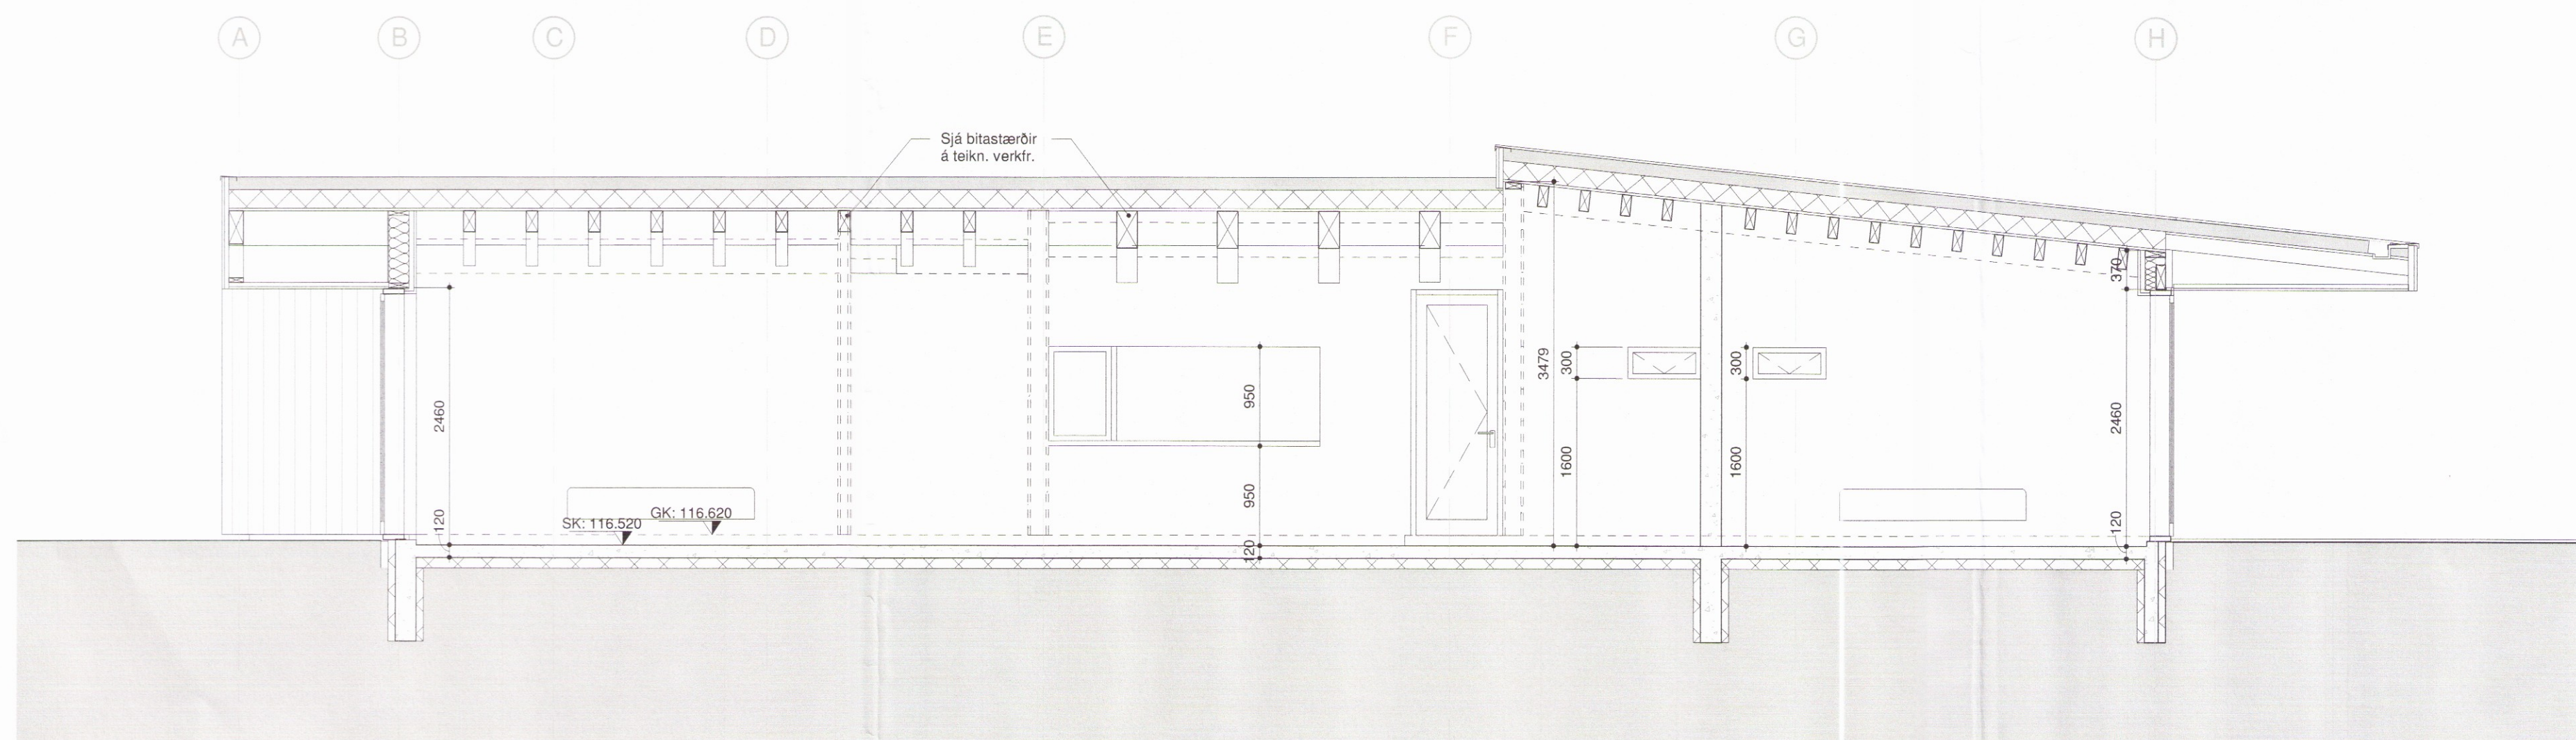 A
B
C
D
E
F
G
H
Sjá bitastærðir
á teikn. verkfr.
370
3479
300
300
950
2460
2460
1600
1600
950
GK: 116.620
SK: 116.520
120
120
120